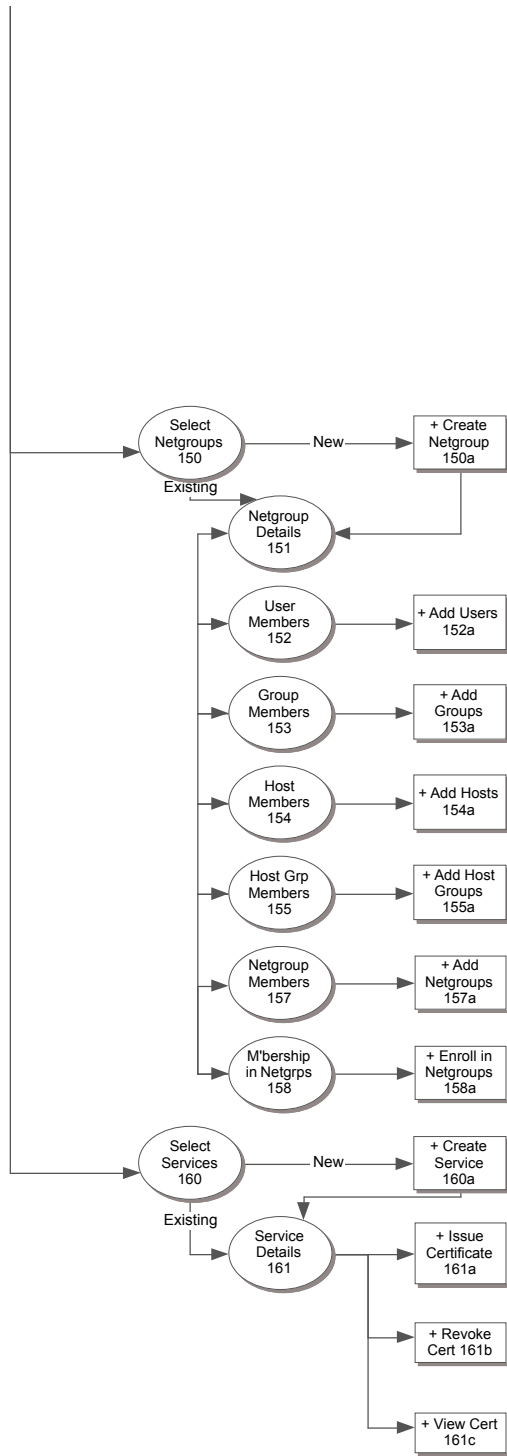 Select
Netgroups
150
New
+ Create
Netgroup
150a
Existing
Netgroup
Details
151
User
Members
152
+ Add Users
152a
Group
Members
153
+ Add
Groups
153a
Host
Members
154
+ Add Hosts
154a
Host Grp
Members
155
+ Add Host
Groups
155a
Netgroup
Members
157
+ Add
Netgroups
157a
M'bership
in Netgrps
158
+ Enroll in
Netgroups
158a
Select
Services
160
New
+ Create
Service
160a
Existing
Service
Details
161
+ Issue
Certificate
161a
+ Revoke
Cert 161b
+ View Cert
161c